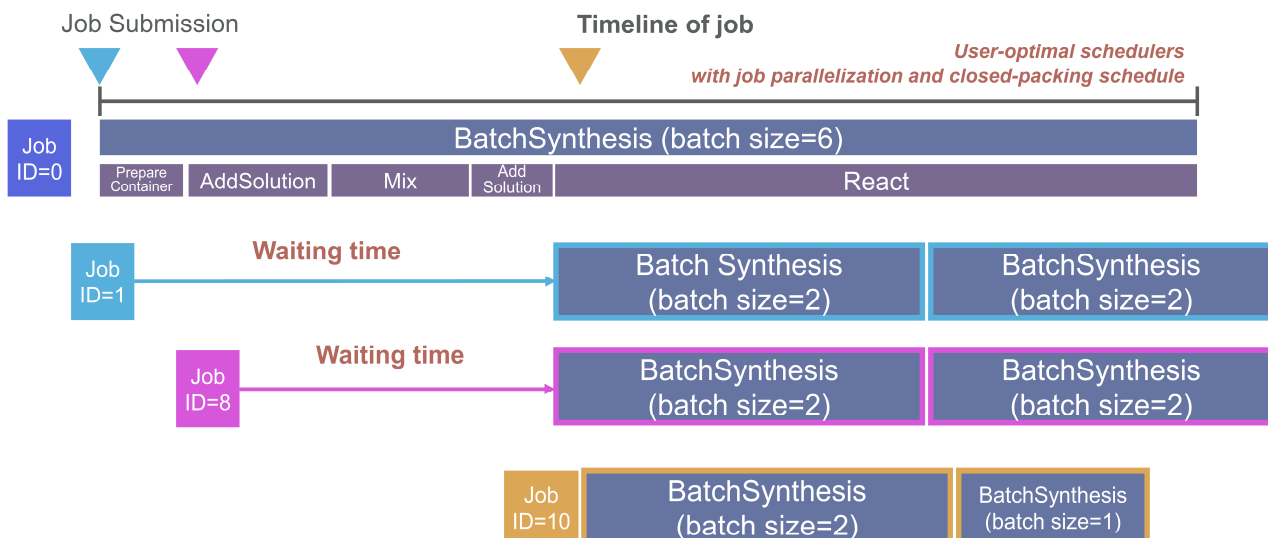 Job Submission
Timeline of job
User-optimal schedulers
with job parallelization and closed-packing schedule
Job
ID=0
BatchSynthesis (batch size=6)
Prepare
Container
AddSolution
Mix
Add
Solution
React
Job
ID=1
Waiting time
Batch Synthesis
(batch size=2)
BatchSynthesis
(batch size=2)
Job
ID=8
Waiting time
BatchSynthesis
(batch size=2)
BatchSynthesis
(batch size=2)
Job
ID=10
BatchSynthesis
(batch size=2)
BatchSynthesis
(batch size=1)